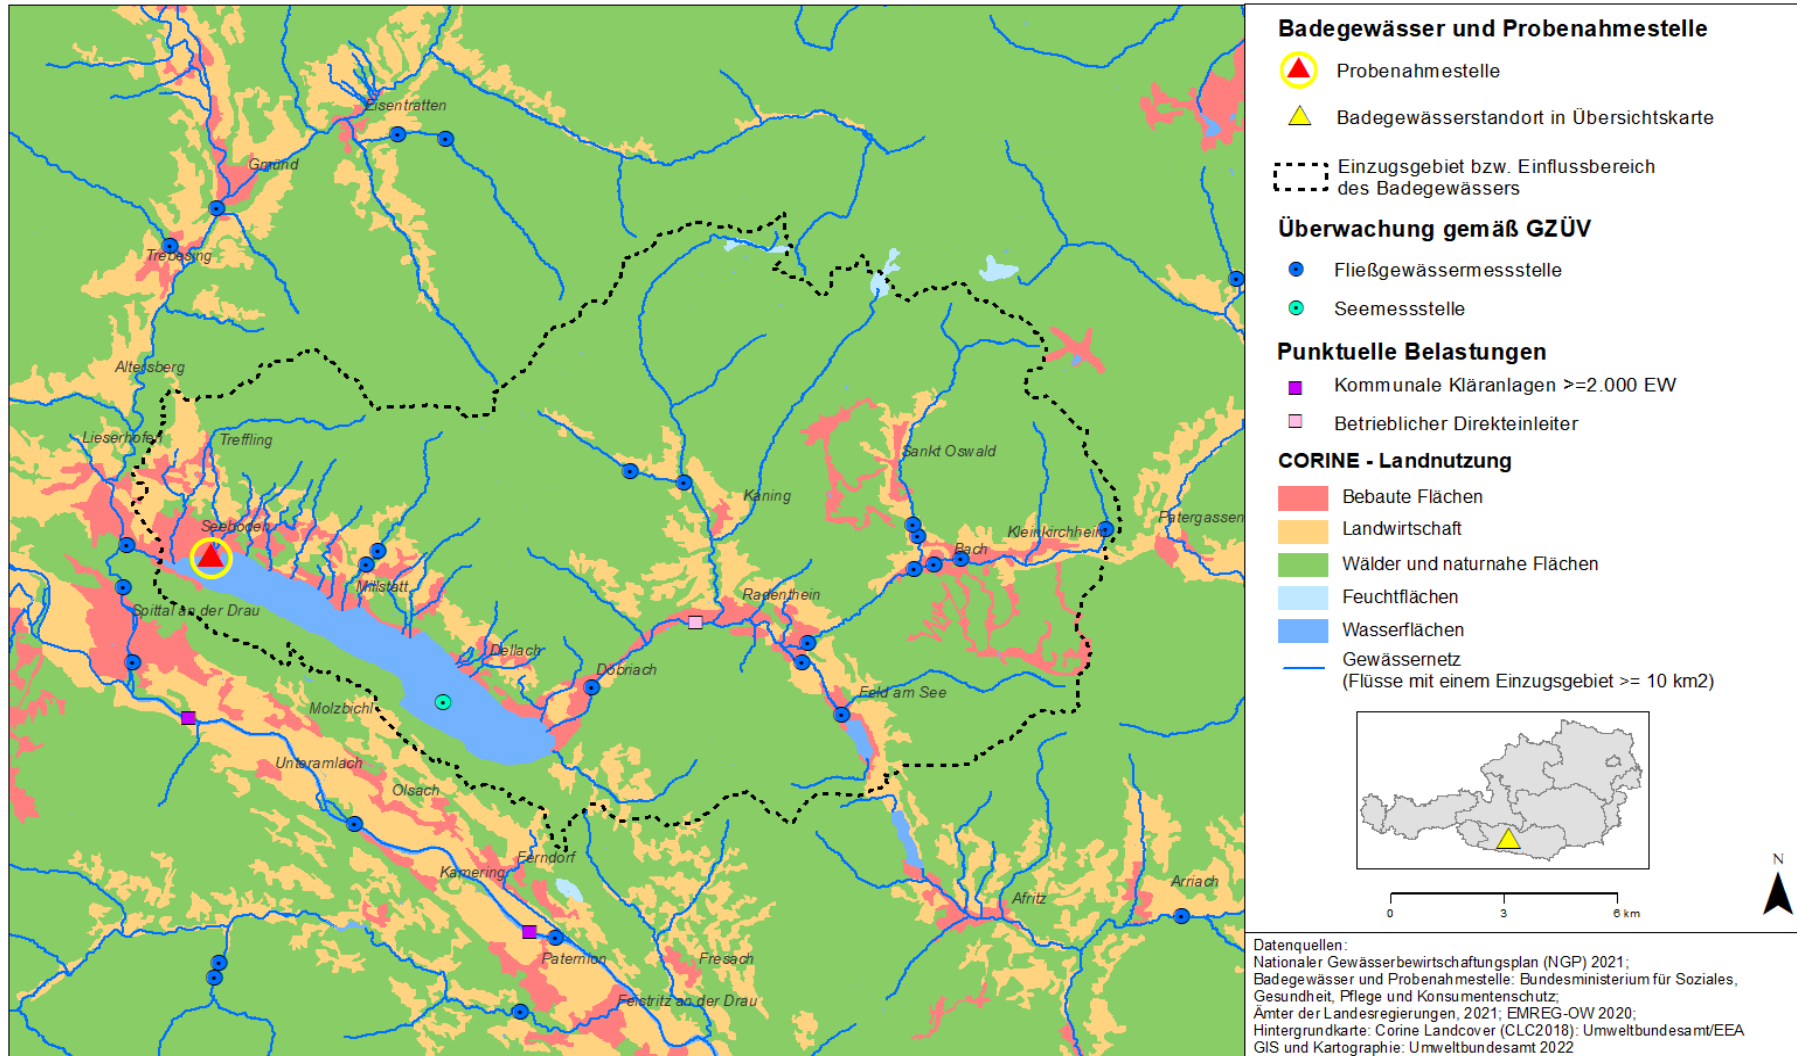 Eisentratten
Gmünd
Trebesing
Altersberg
Lieserhofen
Treffling
Sankt Oswald
Kaning
Seeboden
Kleinkirchheim
Patergassen
Bach
Millstatt
Radenthein
Spittal an der Drau
Dellach
Döbriach
Feld am See
Molzbichl
Unteramlach
Olsach
Ferndorf
Kamering
Afritz
Arriach
Paternion
Fresach
Feistritz an der Drau
Badegewässer und Probenahmestelle
Probenahmestelle
Badegewässerstandort in Übersichtskarte
Einzugsgebiet bzw. Einflussbereich
des Badegewässers
Überwachung gemäß GZÜV
Fließgewässermessstelle
Seemessstelle
Punktuelle Belastungen
Kommunale Kläranlagen >=2.000 EW
Betrieblicher Direkteinleiter
CORINE - Landnutzung
Bebaute Flächen
Landwirtschaft
Wälder und naturnahe Flächen
Feuchtflächen
Wasserflächen
Gewässernetz
(Flüsse mit einem Einzugsgebiet >= 10 km2)
N
0 3 6 km
Datenquellen:
Nationaler Gewässerbewirtschaftungsplan (NGP) 2021;
Badegewässer und Probenahmestelle: Bundesministerium für Soziales,
Gesundheit, Pflege und Konsumentenschutz;
Ämter der Landesregierungen, 2021; EMREG-OW 2020;
Hintergrundkarte: Corine Landcover (CLC2018): Umweltbundesamt/EEA
GIS und Kartographie: Umweltbundesamt 2022